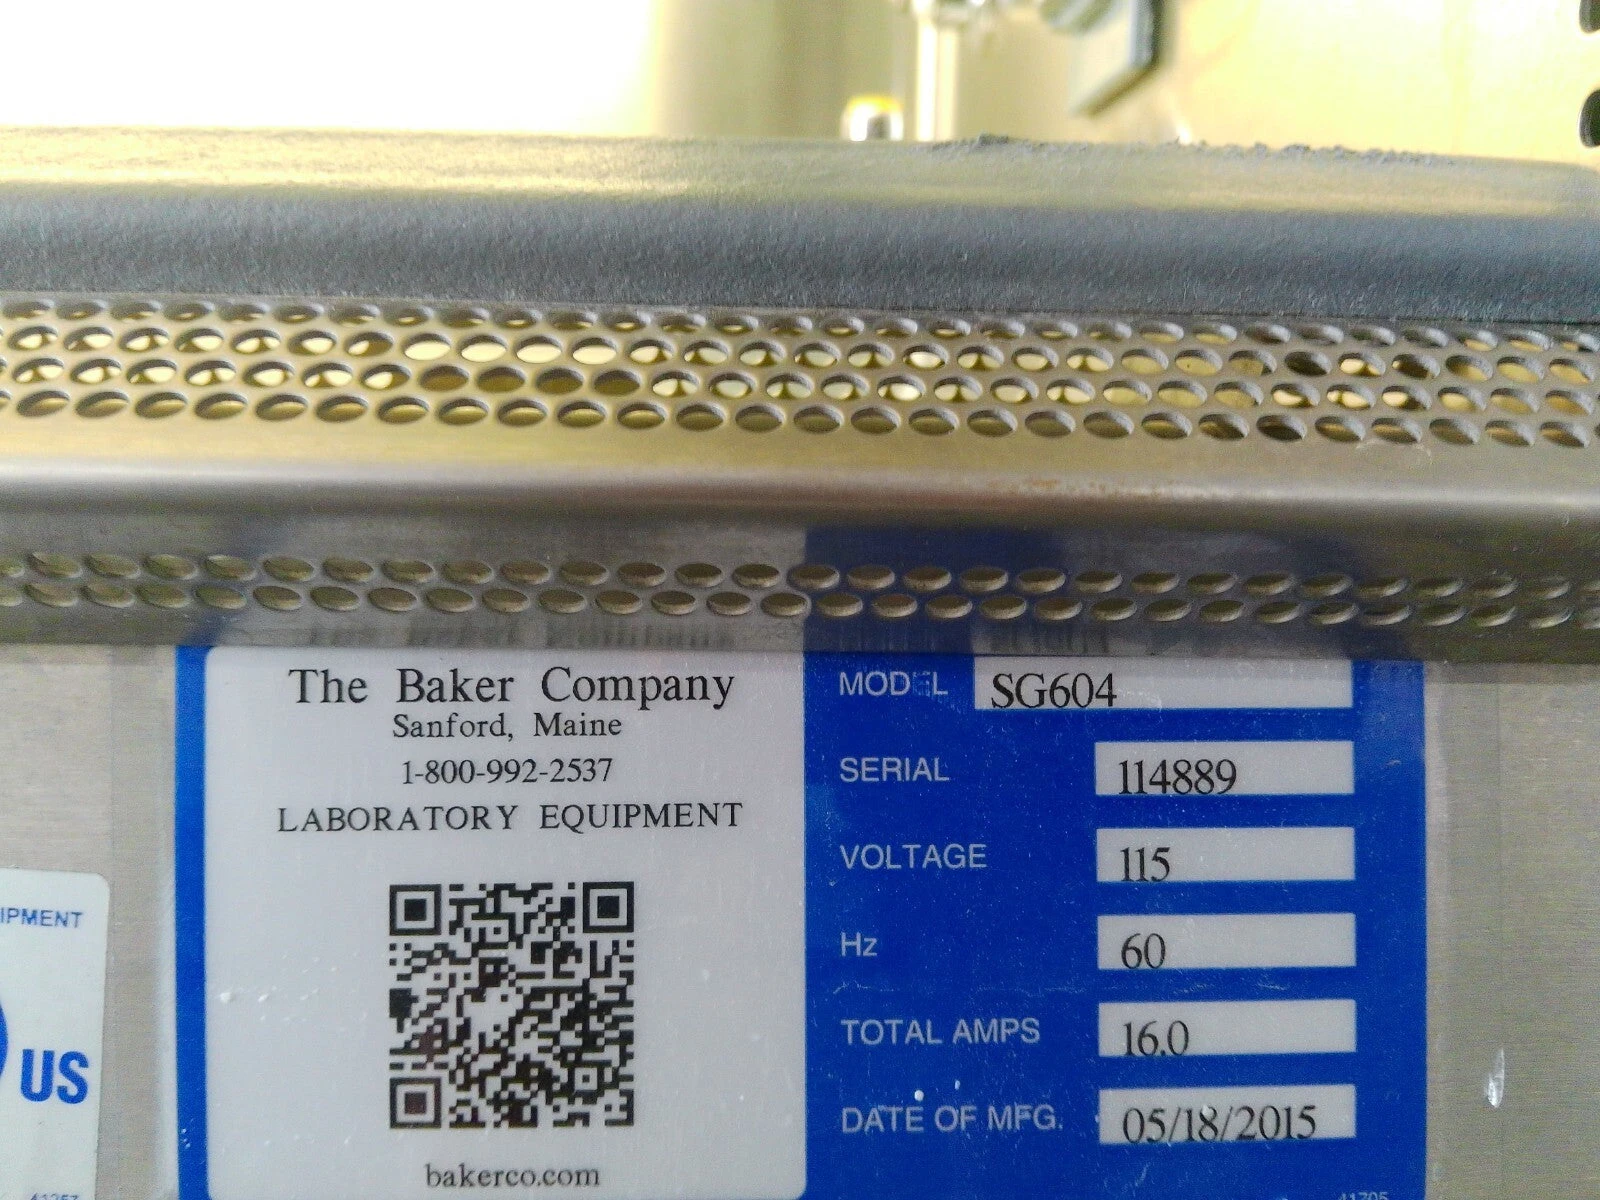 The Baker Company
Sanford, Maine
1-800-992-2537
LABORATORY EQUIPMENT
bakerco.com
MODEL SG604
SERIAL 114889
VOLTAGE 115
Hz 60
TOTAL AMPS 16.0
DATE OF MFG. 05/18/2015
41705
IPMENT
US